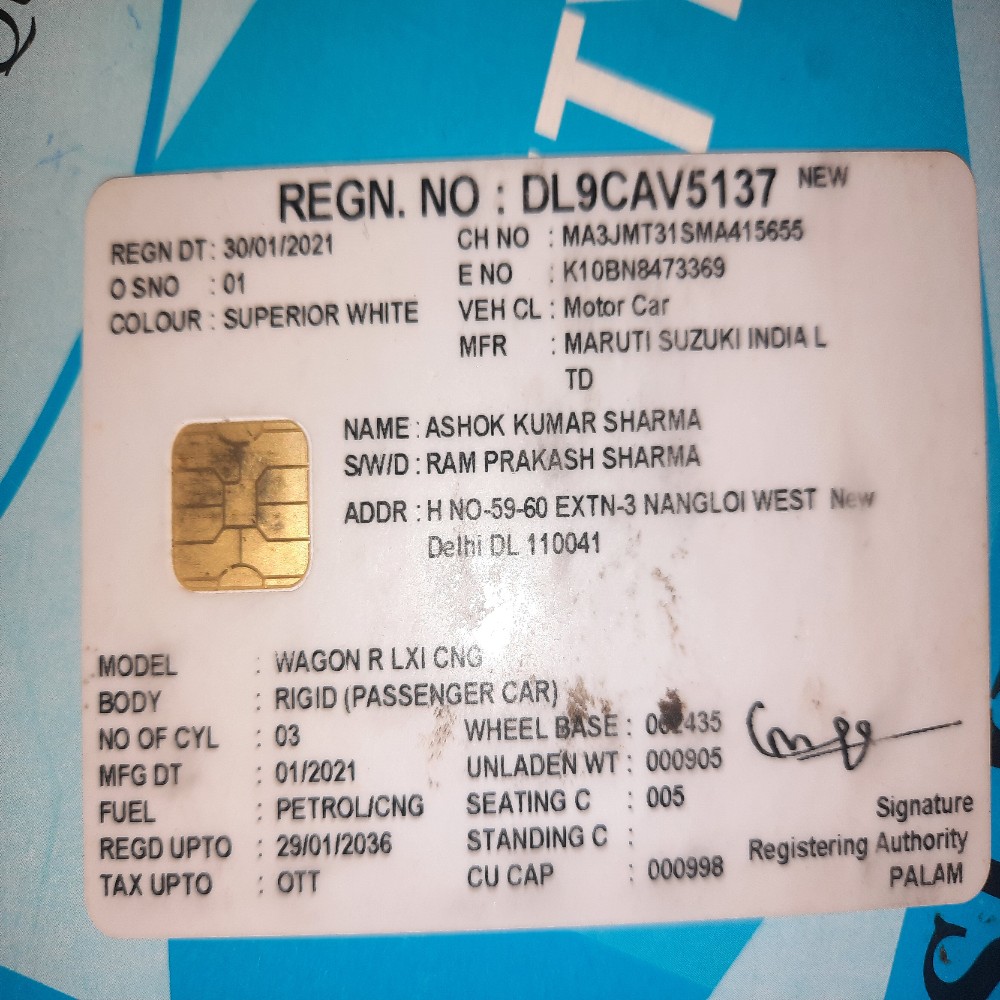 REGN. NO : DL9CAV5137 NEW
REGN DT : 30/01/2021
CH NO : MA3JMT31SMA415655
O SNO : 01
E NO : K10BN8473369
COLOUR : SUPERIOR WHITE
VEH CL : Motor Car
MFR : MARUTI SUZUKI INDIA L
TD
NAME : ASHOK KUMAR SHARMA
S/W/D : RAM PRAKASH SHARMA
ADDR : H NO-59-60 EXTN-3 NANGLOI WEST New
Delhi DL 110041
MODEL : WAGON R LXI CNG
BODY : RIGID (PASSENGER CAR)
NO OF CYL : 03
WHEEL BASE : 002435
MFG DT : 01/2021
UNLADEN WT : 000905
FUEL : PETROL/CNG
SEATING C : 005
REGD UPTO : 29/01/2036
STANDING C :
TAX UPTO : OTT
CU CAP : 000998
Signature
Registering Authority
PALAM